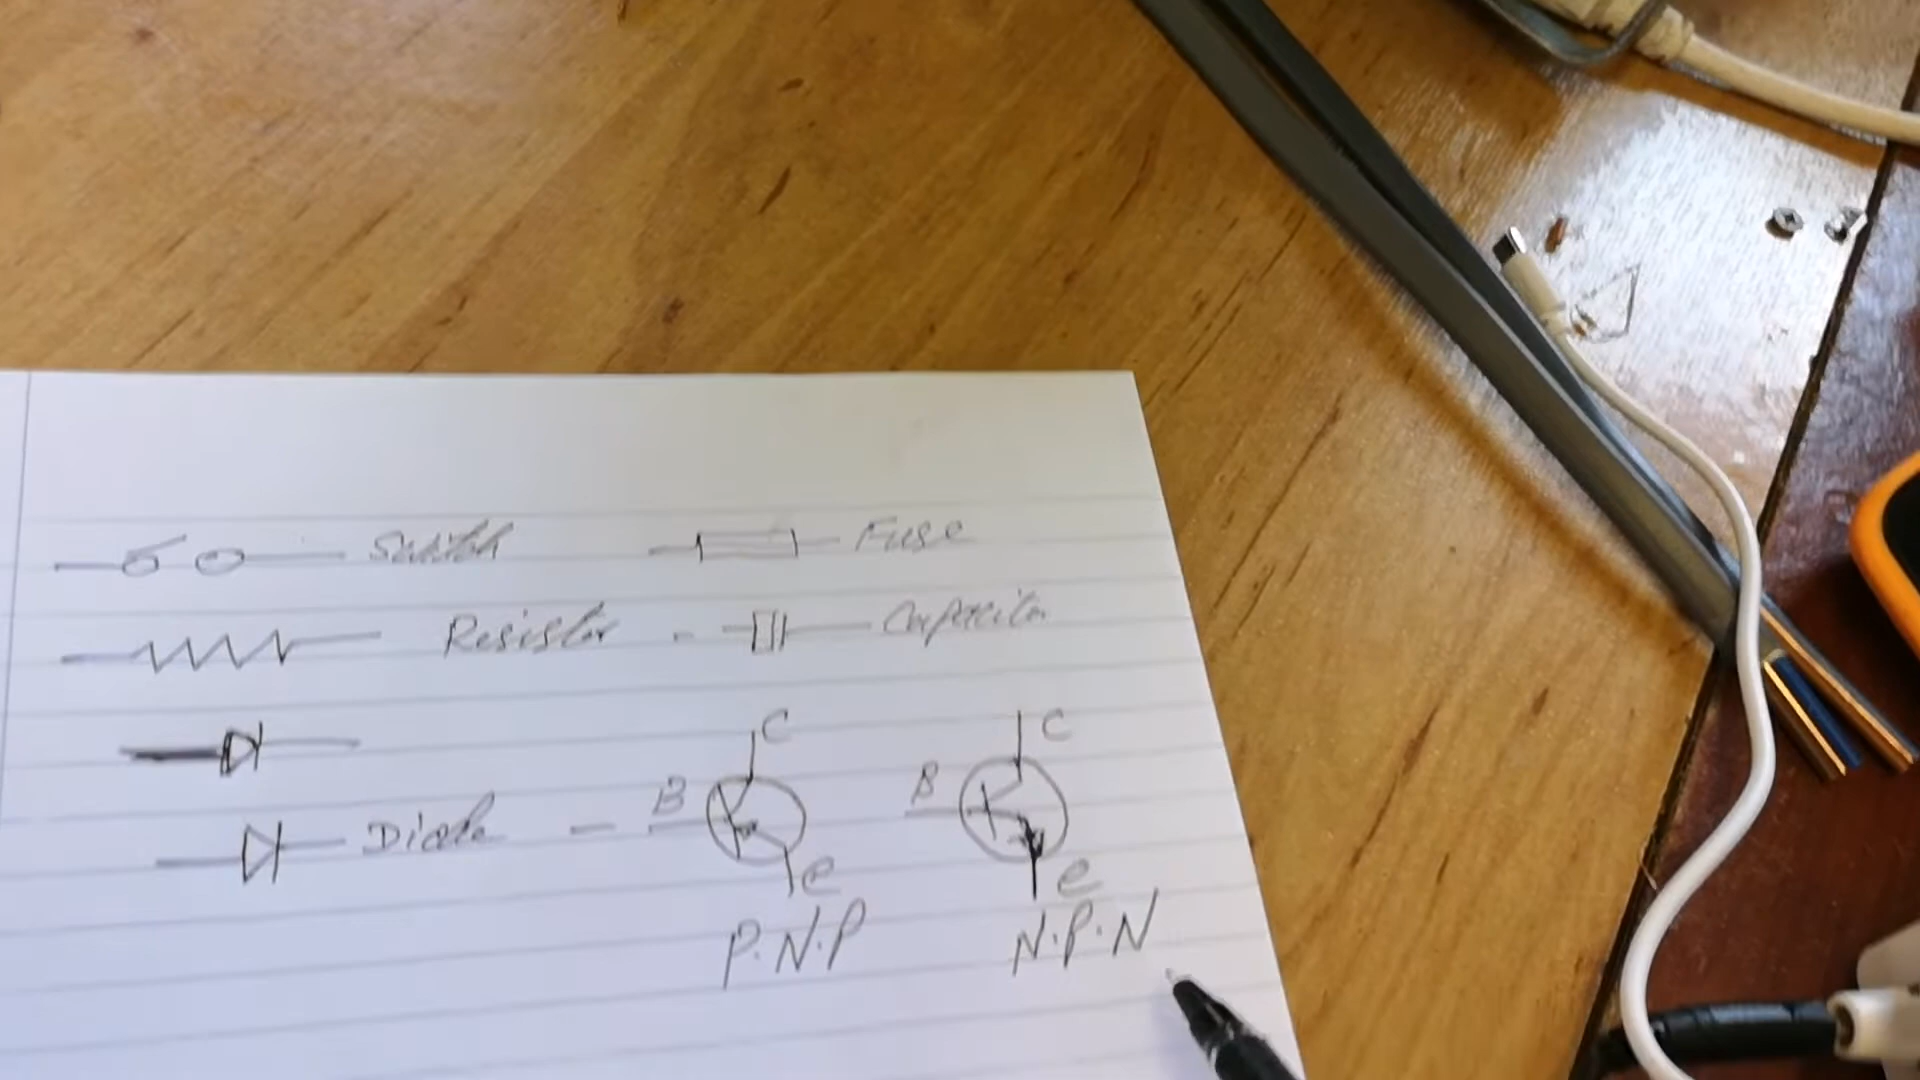 Switch Fuse
Resistor Capacitor
C C
B B
Diode
e e
P.N.P N.P.N